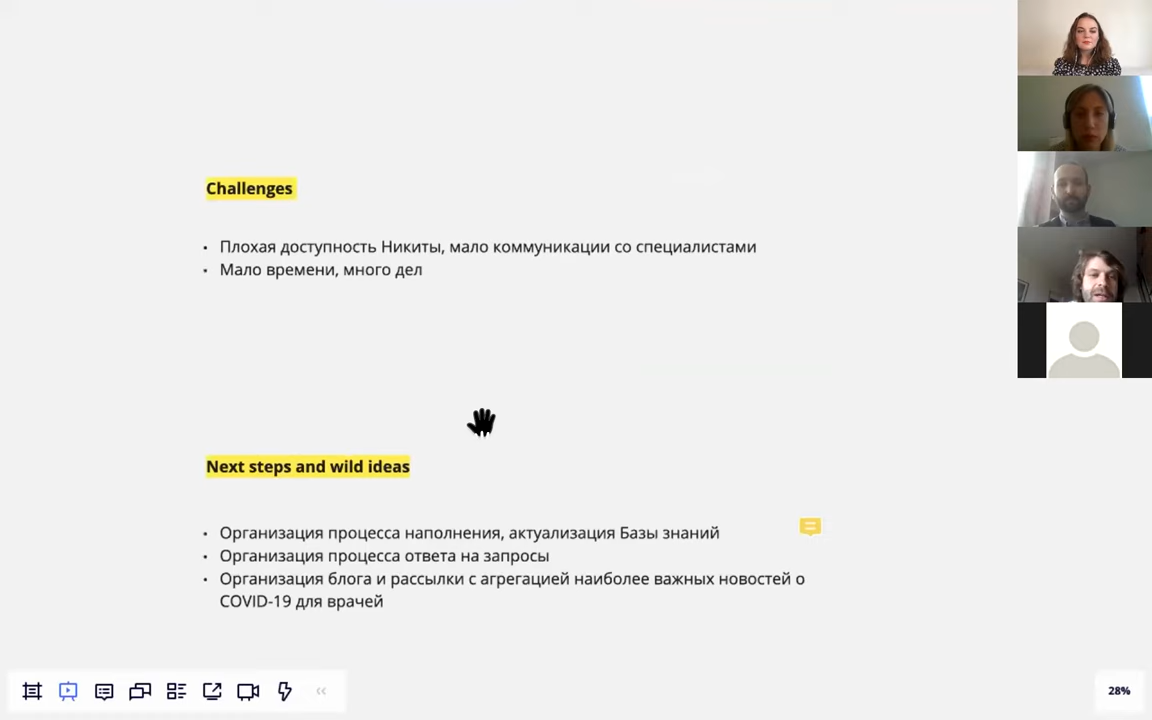 Challenges
Плохая доступность Никиты, мало коммуникации со специалистами
Мало времени, много дел
Next steps and wild ideas
Организация процесса наполнения, актуализация Базы знаний
Организация процесса ответа на запросы
Организация блога и рассылки с агрегацией наиболее важных новостей о
COVID-19 для врачей
28%